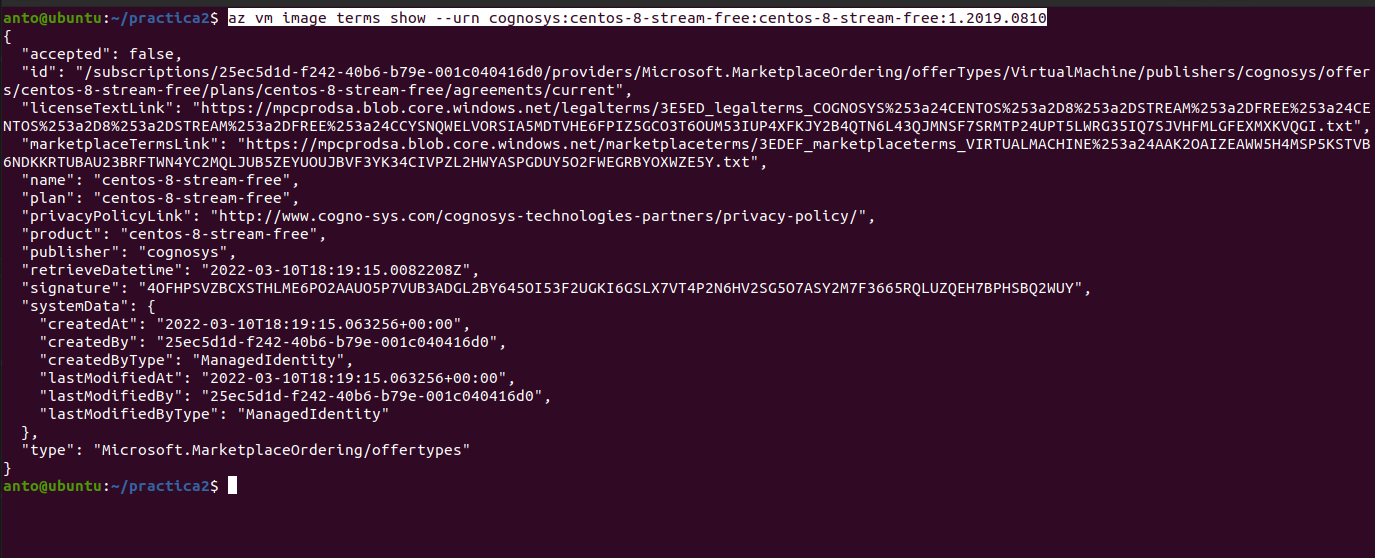 anto@ubuntu:~/practica2$ az vm image terms show --urn cognosys:centos-8-stream-free:centos-8-stream-free:1.2019.0810
{
  "accepted": false,
  "id": "/subscriptions/25ec5d1d-f242-40b6-b79e-001c040416d0/providers/Microsoft.MarketplaceOrdering/offerTypes/VirtualMachine/publishers/cognosys/offer
s/centos-8-stream-free/plans/centos-8-stream-free/agreements/current",
  "licenseTextLink": "https://mpcprodsa.blob.core.windows.net/legalterms/3E5ED_legalterms_COGNOSYS%253a24CENTOS%253a2D8%253a2DSTREAM%253a2DFREE%253a24CE
NTOS%253a2D8%253a2DSTREAM%253a2DFREE%253a24CCYSNQWELVORSIA5MDTVHE6FPIZ5GCO3T6OUM53IUP4XFKJY2B4QTN6L43QJMNSF7SRMTP24UPT5LWRG35IQ7SJVHFMLGFEXMXKVQGI.txt",
  "marketplaceTermsLink": "https://mpcprodsa.blob.core.windows.net/marketplaceterms/3EDEF_marketplaceterms_VIRTUALMACHINE%253a24AAK2OAIZEAWW5H4MSP5KSTVB
6NDKKRTUBAU23BRFTWN4YC2MQLJUB5ZEYUOUJBVF3YK34CIVPZL2HWYASPGDUY5O2FWEGRBYOXWZE5Y.txt",
  "name": "centos-8-stream-free",
  "plan": "centos-8-stream-free",
  "privacyPolicyLink": "http://www.cogno-sys.com/cognosys-technologies-partners/privacy-policy/",
  "product": "centos-8-stream-free",
  "publisher": "cognosys",
  "retrieveDatetime": "2022-03-10T18:19:15.0082208Z",
  "signature": "4OFHPSVZBCXSTHLME6PO2AAUO5P7VUB3ADGL2BY645OI53F2UGKI6GSLX7VT4P2N6HV2SG5O7ASY2M7F3665RQLUZQEH7BPHSBQ2WUY",
  "systemData": {
    "createdAt": "2022-03-10T18:19:15.063256+00:00",
    "createdBy": "25ec5d1d-f242-40b6-b79e-001c040416d0",
    "createdByType": "ManagedIdentity",
    "lastModifiedAt": "2022-03-10T18:19:15.063256+00:00",
    "lastModifiedBy": "25ec5d1d-f242-40b6-b79e-001c040416d0",
    "lastModifiedByType": "ManagedIdentity"
  },
  "type": "Microsoft.MarketplaceOrdering/offertypes"
}
anto@ubuntu:~/practica2$